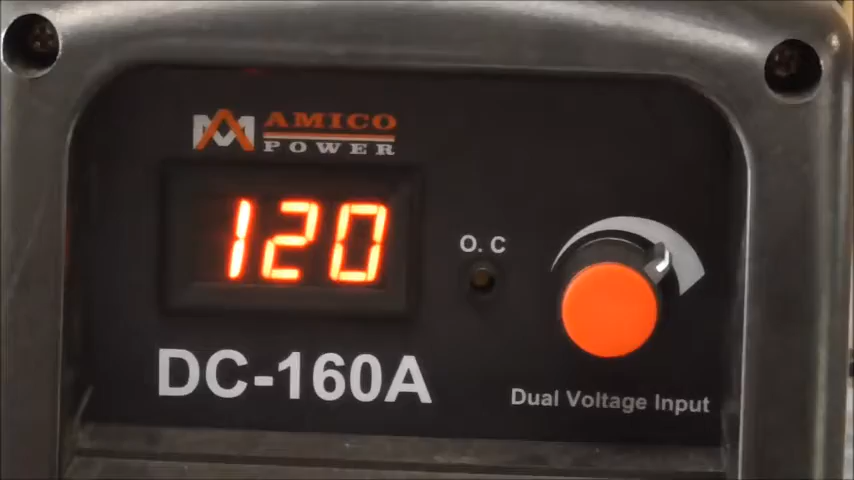 AMICO
POWER
120
O. C
DC-160A
Dual Voltage Input